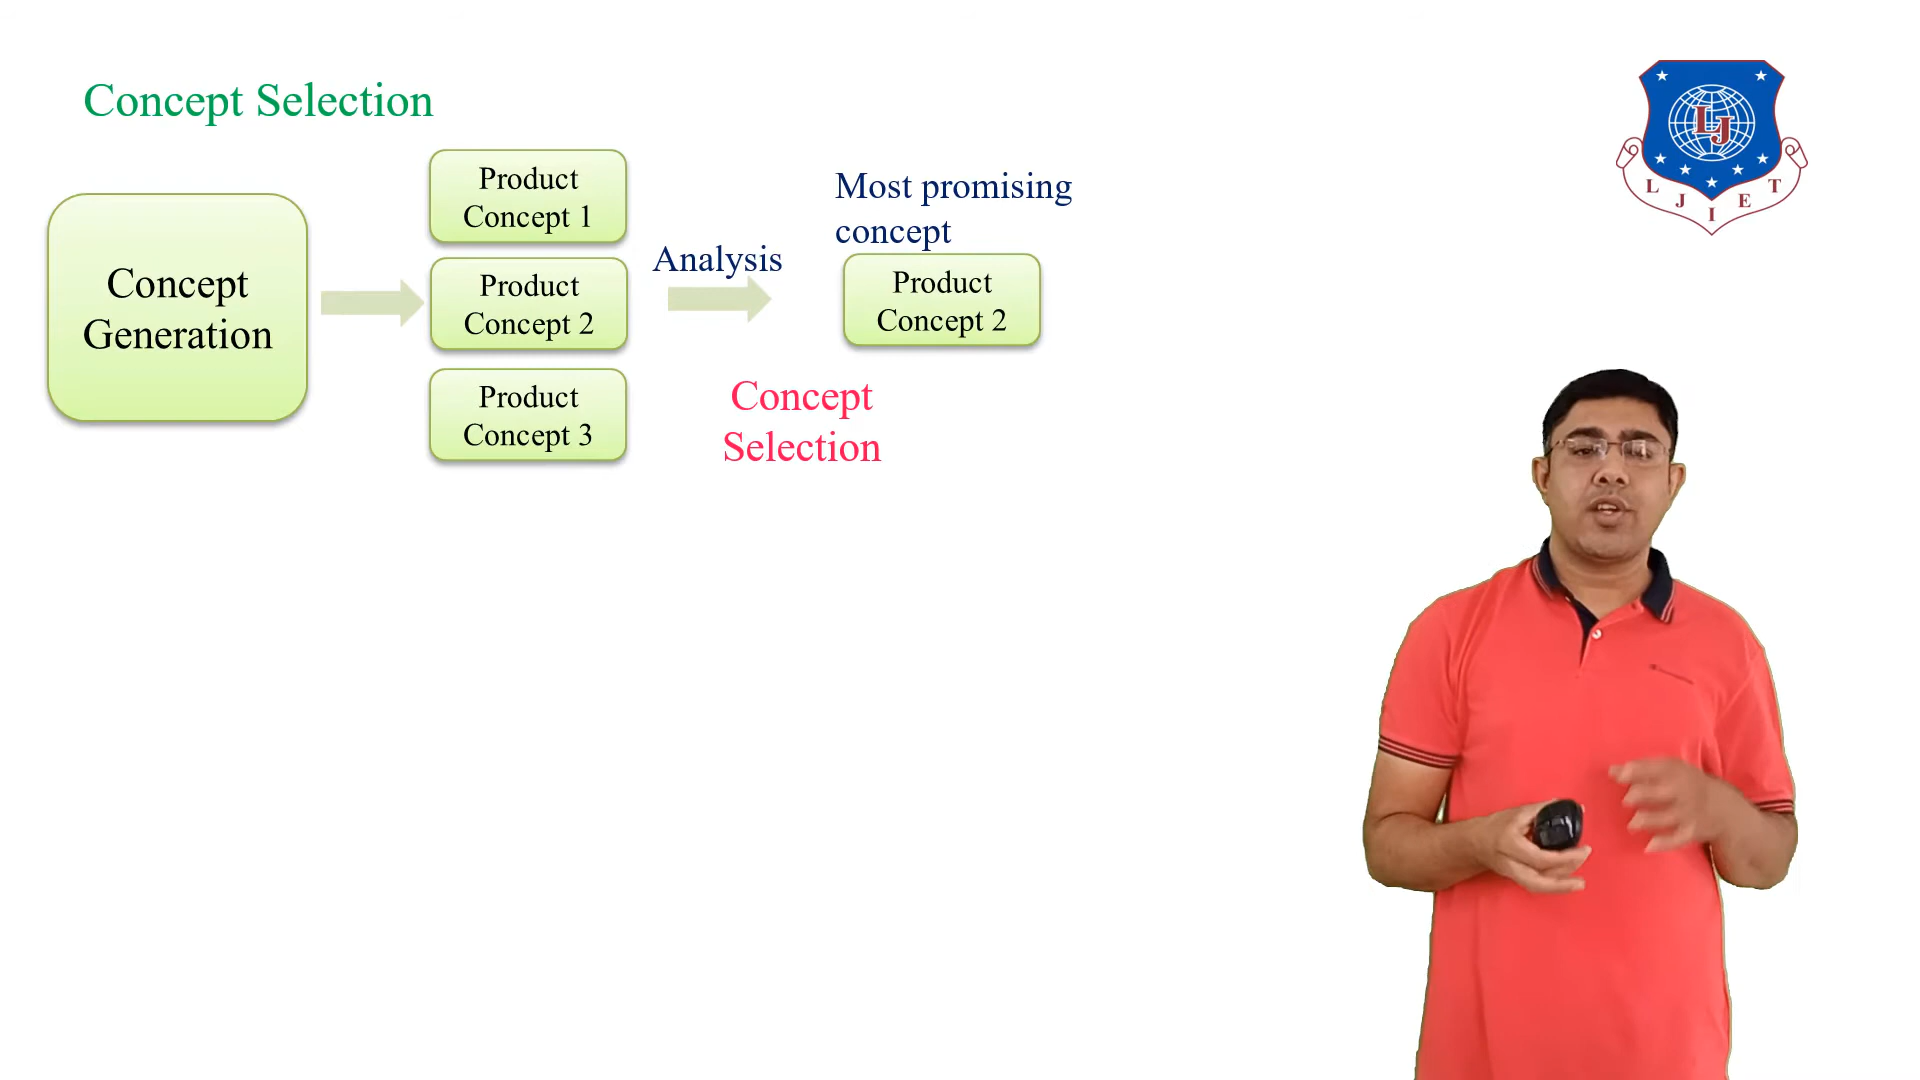 Concept Selection
Concept
Generation
Product
Concept 1
Product
Concept 2
Product
Concept 3
Analysis
Most promising
concept
Product
Concept 2
Concept
Selection
LJ
L J I E T